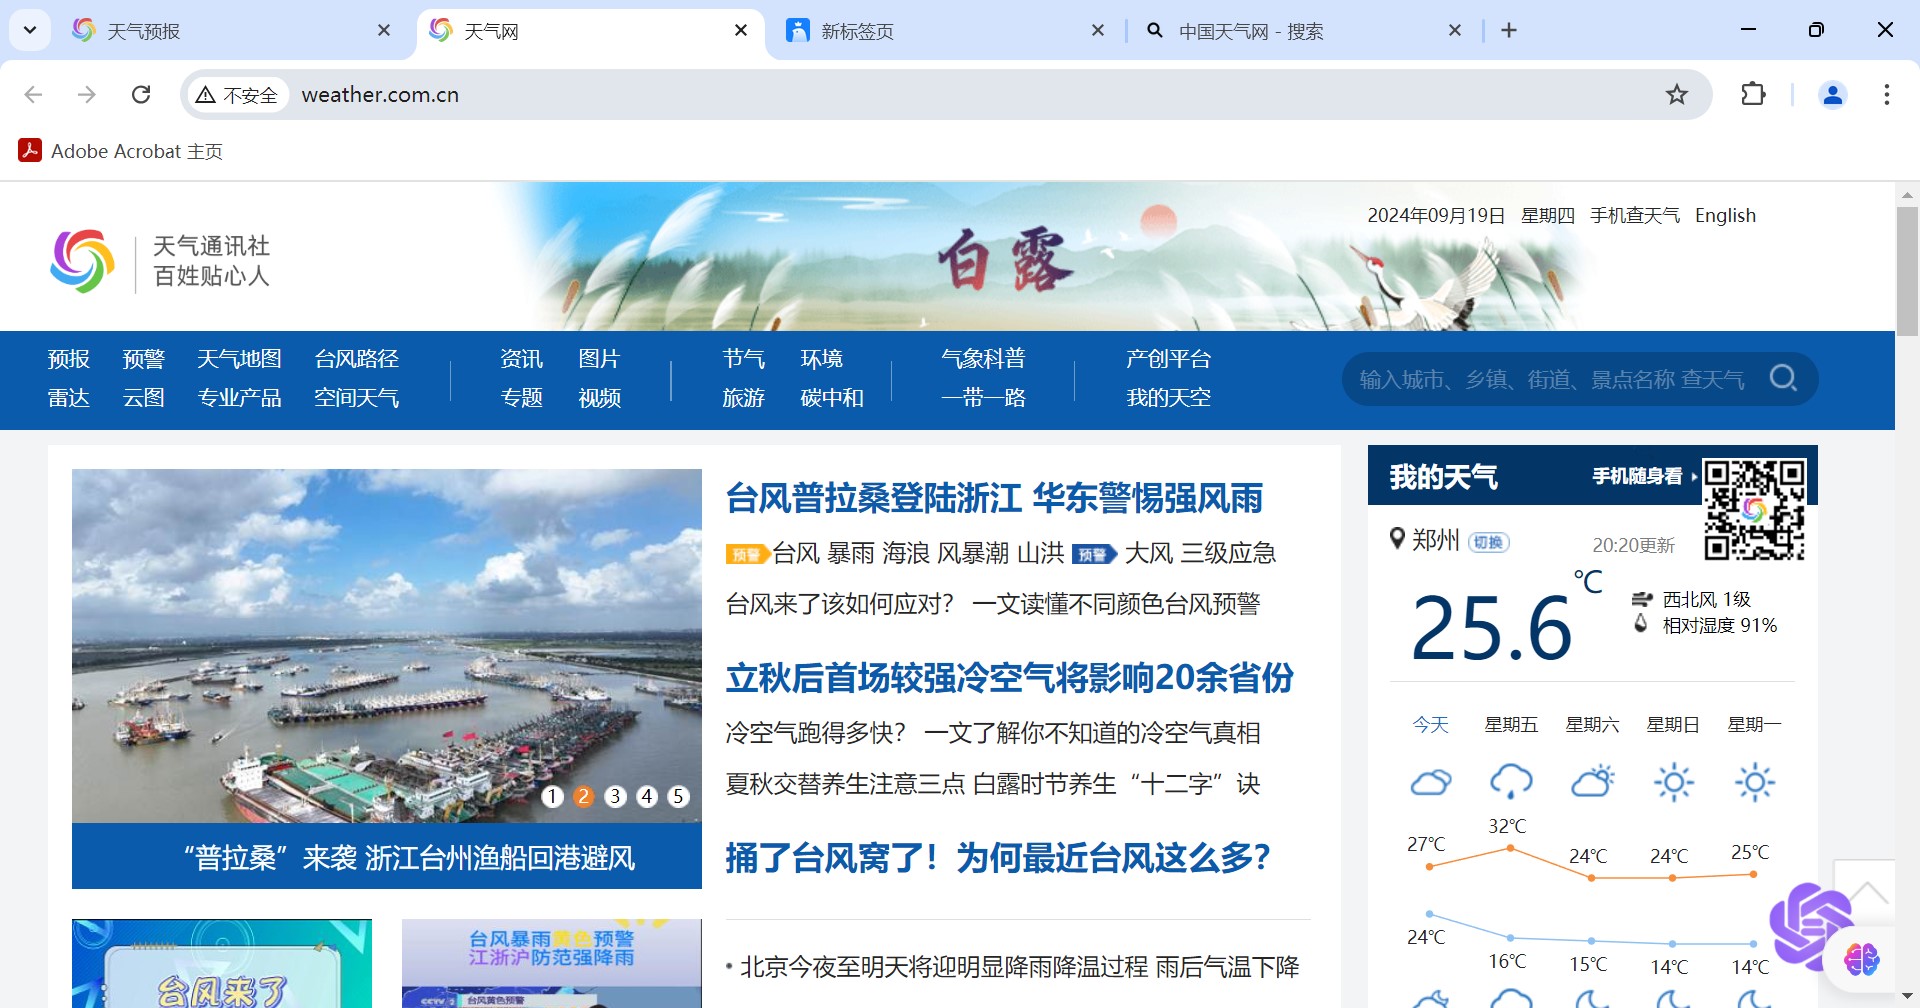 天气预报
天气网
新标签页
中国天气网 - 搜索
不安全
weather.com.cn
Adobe Acrobat 主页
天气通讯社
百姓贴心人
白露
2024年09月19日 星期四 手机查天气 English
预报 预警 天气地图 台风路径 资讯 图片 节气 环境 气象科普 产创平台
雷达 云图 专业产品 空间天气 专题 视频 旅游 碳中和 一带一路 我的天空
输入城市、乡镇、街道、景点名称 查天气
1 2 3 4 5
“普拉桑”来袭 浙江台州渔船回港避风
台风来了
台风暴雨黄色预警
江浙沪防范强降雨
CCTV 2 台风黄色预警
台风普拉桑登陆浙江 华东警惕强风雨
预警 台风 暴雨 海浪 风暴潮 山洪 预警 大风 三级应急
台风来了该如何应对？ 一文读懂不同颜色台风预警
立秋后首场较强冷空气将影响20余省份
冷空气跑得多快？ 一文了解你不知道的冷空气真相
夏秋交替养生注意三点 白露时节养生“十二字”诀
捅了台风窝了！为何最近台风这么多？
• 北京今夜至明天将迎明显降雨降温过程 雨后气温下降
我的天气
手机随身看
郑州 切换
20:20更新
25.6 ℃
西北风 1级
相对湿度 91%
今天 星期五 星期六 星期日 星期一
27℃ 32℃ 24℃ 24℃ 25℃
24℃ 16℃ 15℃ 14℃ 14℃